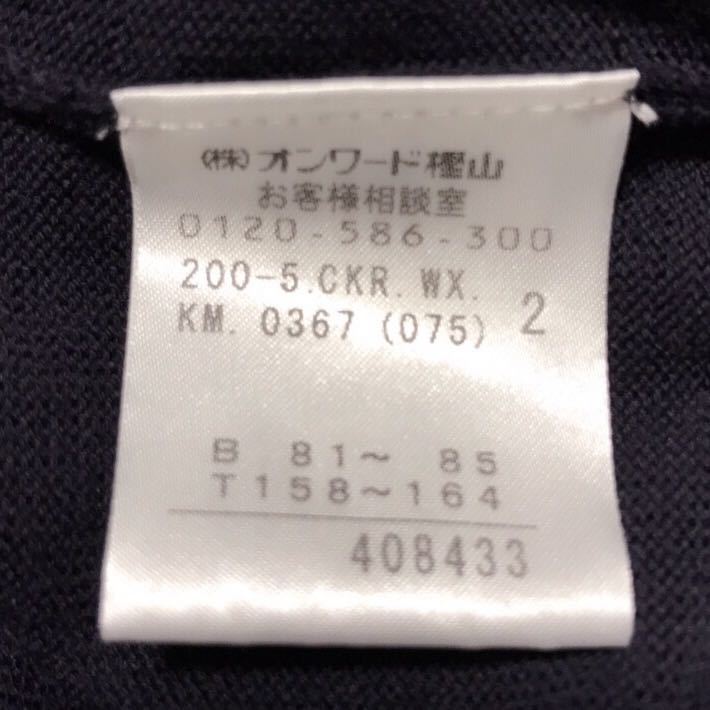 (株)オンワード樫山
お客様相談室
0120-586-300
200-5.CKR.WX.
KM. 0367 (075) 2
B 81～ 85
T158～164
408433